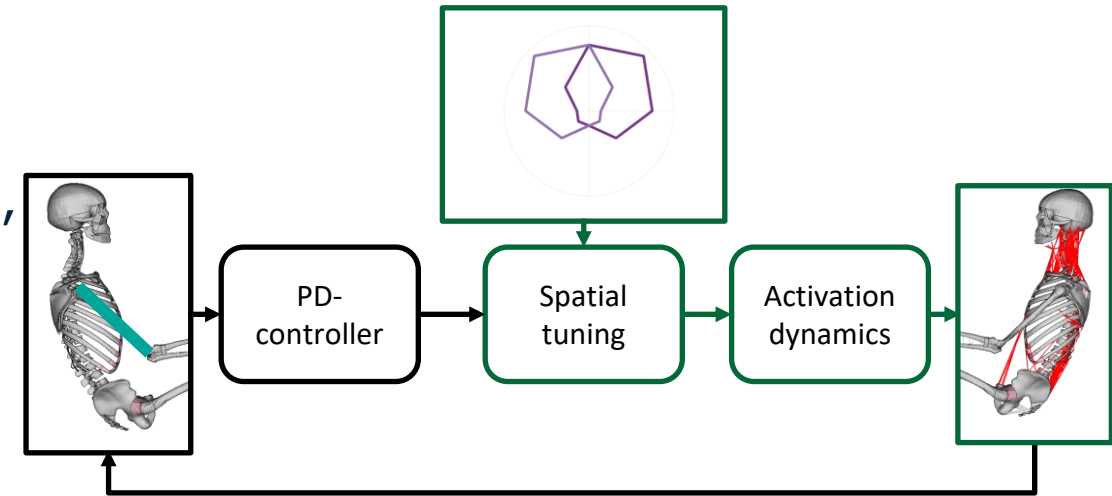 ,
PD-
controller
Spatial
tuning
Activation
dynamics